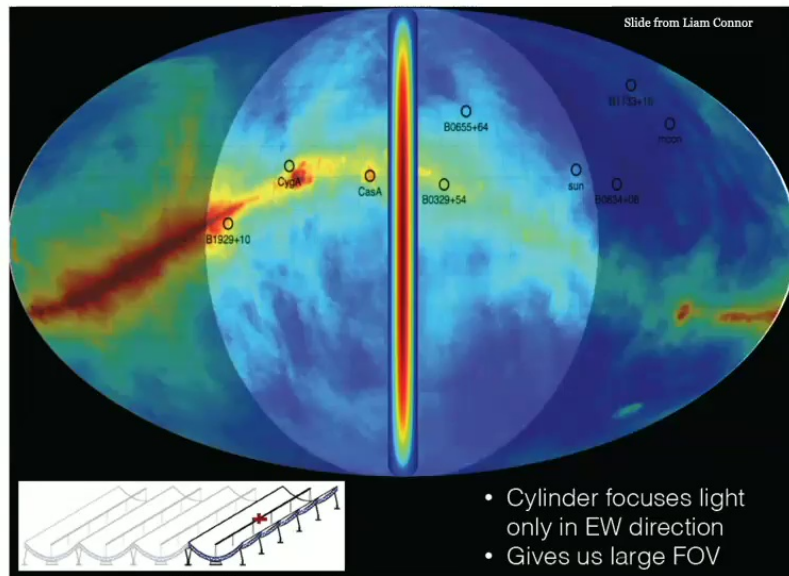 Slide from Liam Connor
B1133+16
moon
B0655+64
CygA
CasA
B0329+54
sun
B0834+06
B1929+10
• Cylinder focuses light
only in EW direction
• Gives us large FOV